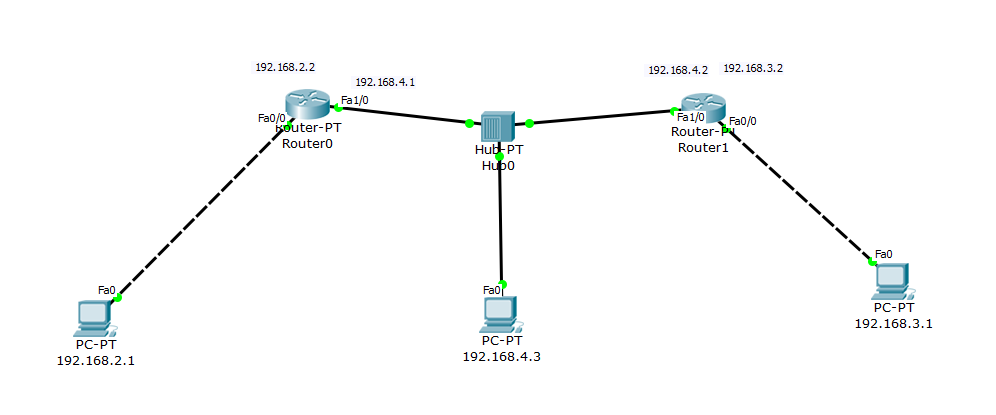 192.168.2.2
192.168.4.1
Fa1/0
Fa0/0
Router-PT
Router0
Hub-PT
Hub0
192.168.4.2
192.168.3.2
Fa1/0
Fa0/0
Router-PT
Router1
Fa0
PC-PT
192.168.2.1
Fa0
PC-PT
192.168.4.3
Fa0
PC-PT
192.168.3.1